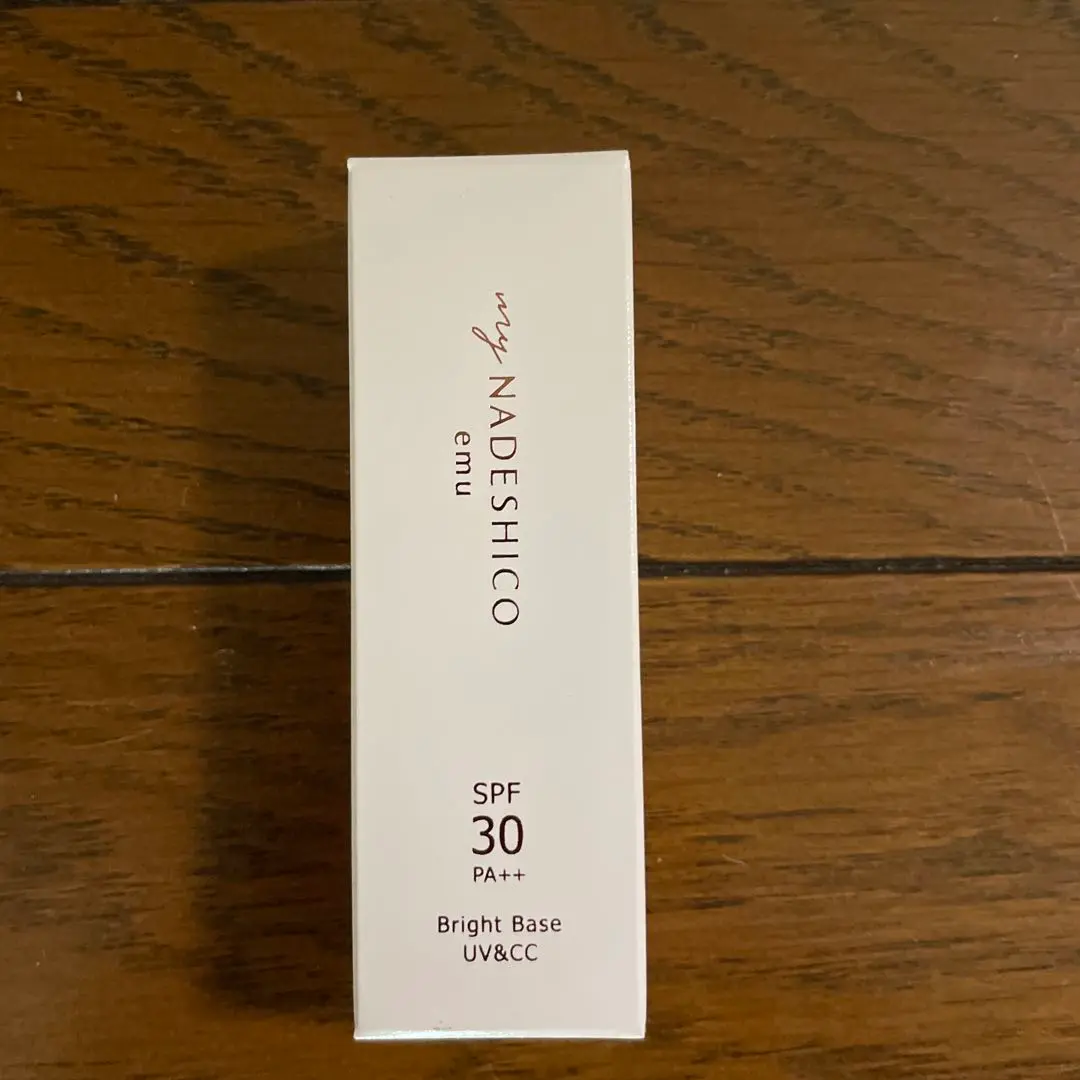 my NADESHICO
emu
SPF
30
PA++
Bright Base
UV&CC